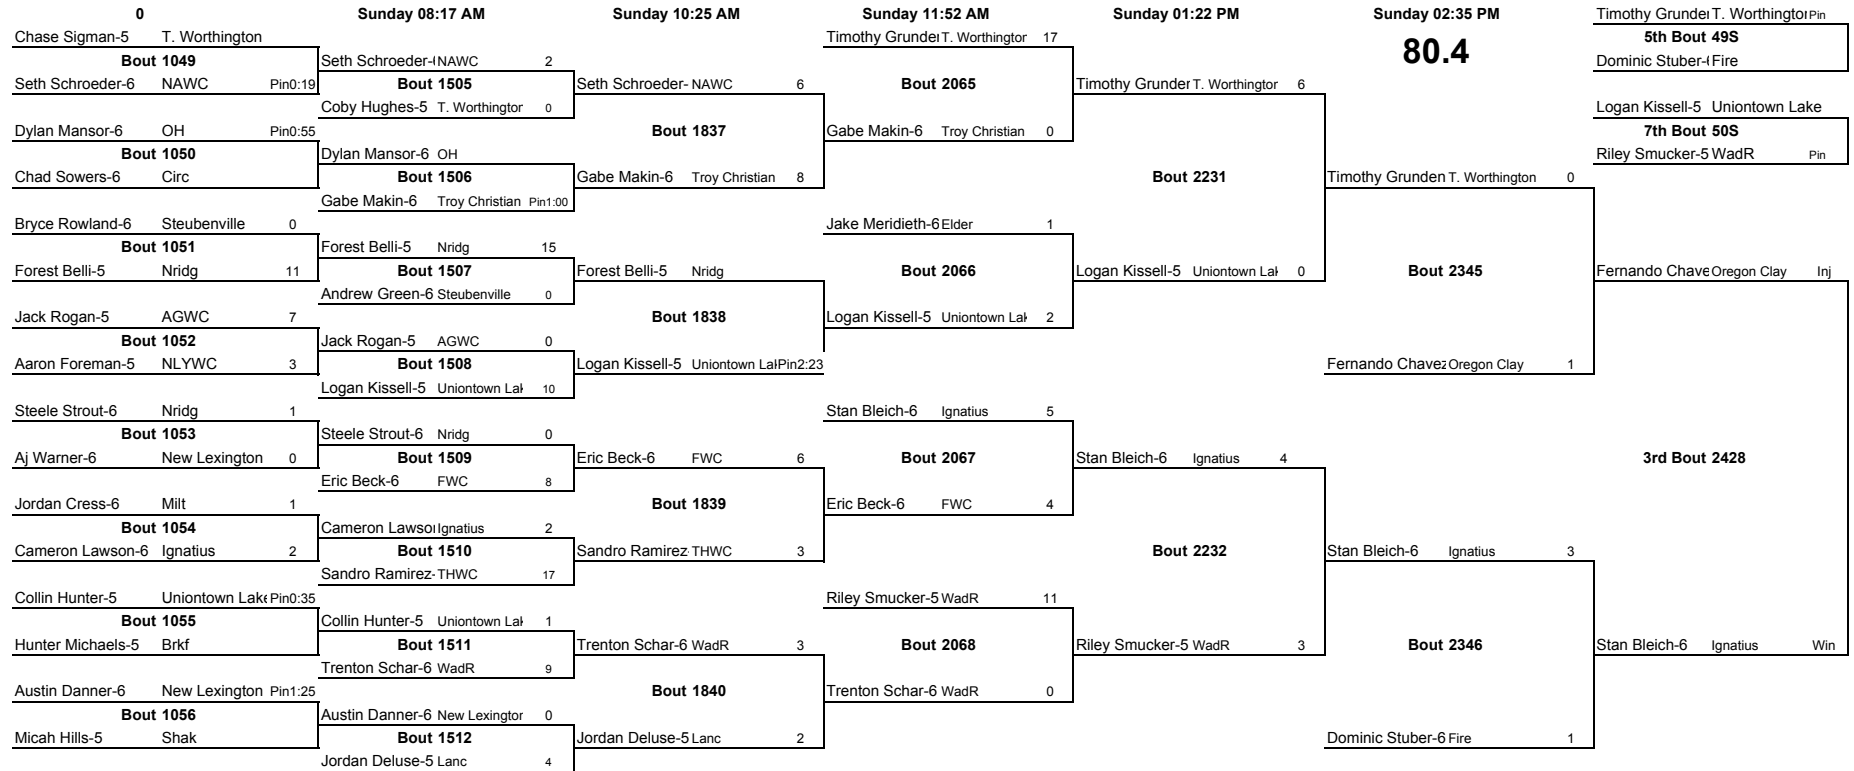 0 Sunday 08:17 AM Sunday 10:25 AM Sunday 11:52 AM Sunday 01:22 PM Sunday 02:35 PM Timothy Grunder T. Worthington Pin
Chase Sigman-5 T. Worthington Timothy Grunder T. Worthington 17 5th Bout 49S
80.4
Bout 1049 Seth Schroeder-6 NAWC 2 Dominic Stuber-6 Fire
Seth Schroeder-6 NAWC Pin0:19 Bout 1505 Seth Schroeder- NAWC 6 Bout 2065 Timothy Grunder T. Worthington 6
Coby Hughes-5 T. Worthington 0 Logan Kissell-5 Uniontown Lake
Dylan Mansor-6 OH Pin0:55 Bout 1837 Gabe Makin-6 Troy Christian 0 7th Bout 50S
Bout 1050 Dylan Mansor-6 OH Riley Smucker-5 WadR Pin
Chad Sowers-6 Circ Bout 1506 Gabe Makin-6 Troy Christian 8 Bout 2231 Timothy Grunden T. Worthington 0
Gabe Makin-6 Troy Christian Pin1:00
Bryce Rowland-6 Steubenville 0 Jake Meridieth-6 Elder 1
Bout 1051 Forest Belli-5 Nridg 15
Forest Belli-5 Nridg 11 Bout 1507 Forest Belli-5 Nridg Bout 2066 Logan Kissell-5 Uniontown Lak 0 Bout 2345 Fernando Chave Oregon Clay Inj
Andrew Green-6 Steubenville 0
Jack Rogan-5 AGWC 7 Bout 1838 Logan Kissell-5 Uniontown Lak 2
Bout 1052 Jack Rogan-5 AGWC 0
Aaron Foreman-5 NLYWC 3 Bout 1508 Logan Kissell-5 Uniontown Lak Pin2:23 Fernando Chavez Oregon Clay 1
Logan Kissell-5 Uniontown Lak 10
Steele Strout-6 Nridg 1 Stan Bleich-6 Ignatius 5
Bout 1053 Steele Strout-6 Nridg 0
Aj Warner-6 New Lexington 0 Bout 1509 Eric Beck-6 FWC 6 Bout 2067 Stan Bleich-6 Ignatius 4 3rd Bout 2428
Eric Beck-6 FWC 8
Jordan Cress-6 Milt 1 Bout 1839 Eric Beck-6 FWC 4
Bout 1054 Cameron Lawson Ignatius 2
Cameron Lawson-6 Ignatius 2 Bout 1510 Sandro Ramirez THWC 3 Bout 2232 Stan Bleich-6 Ignatius 3
Sandro Ramirez- THWC 17
Collin Hunter-5 Uniontown Lake Pin0:35 Riley Smucker-5 WadR 11
Bout 1055 Collin Hunter-5 Uniontown Lak 1
Hunter Michaels-5 Brkf Bout 1511 Trenton Schar-6 WadR 3 Bout 2068 Riley Smucker-5 WadR 3 Bout 2346 Stan Bleich-6 Ignatius Win
Trenton Schar-6 WadR 9
Austin Danner-6 New Lexington Pin1:25 Bout 1840 Trenton Schar-6 WadR 0
Bout 1056 Austin Danner-6 New Lexington 0
Micah Hills-5 Shak Bout 1512 Jordan Deluse-5 Lanc 2 Dominic Stuber-6 Fire 1
Jordan Deluse-5 Lanc 4